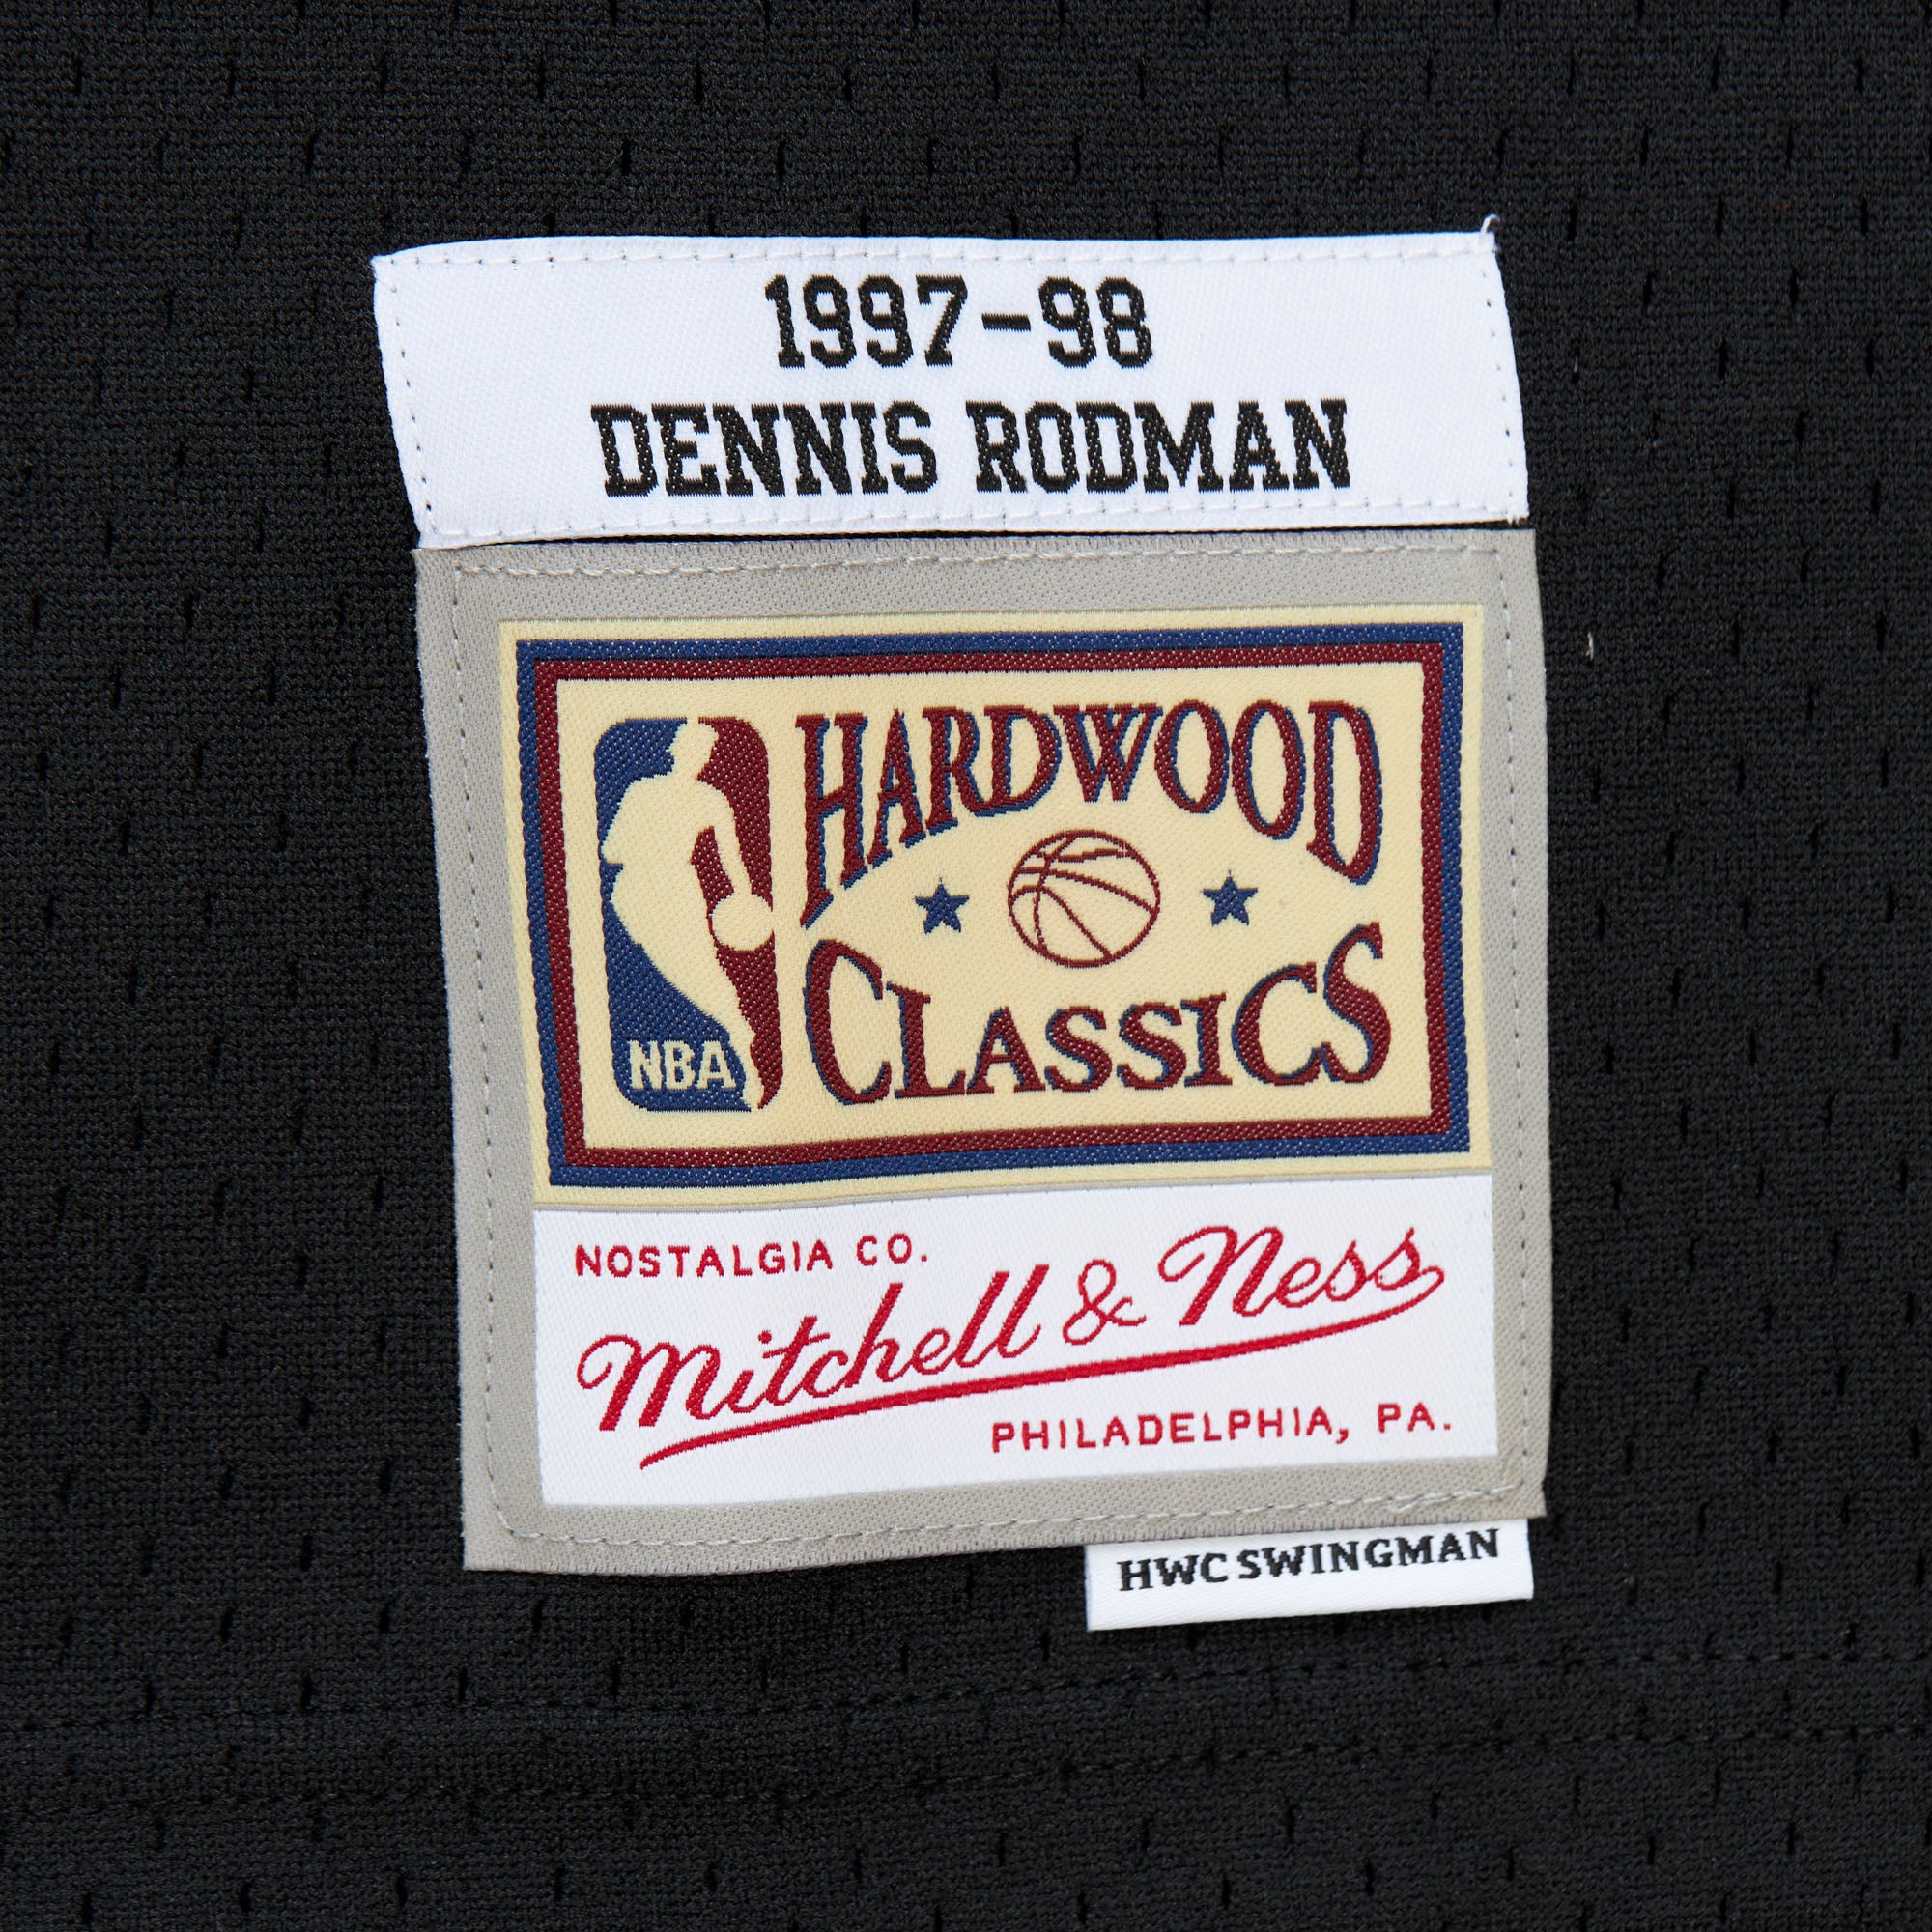 1997-98
DENNIS RODMAN
HARDWOOD
CLASSICS
NBA
NOSTALGIA CO.
Mitchell & Ness
PHILADELPHIA, PA.
HWC SWINGMAN